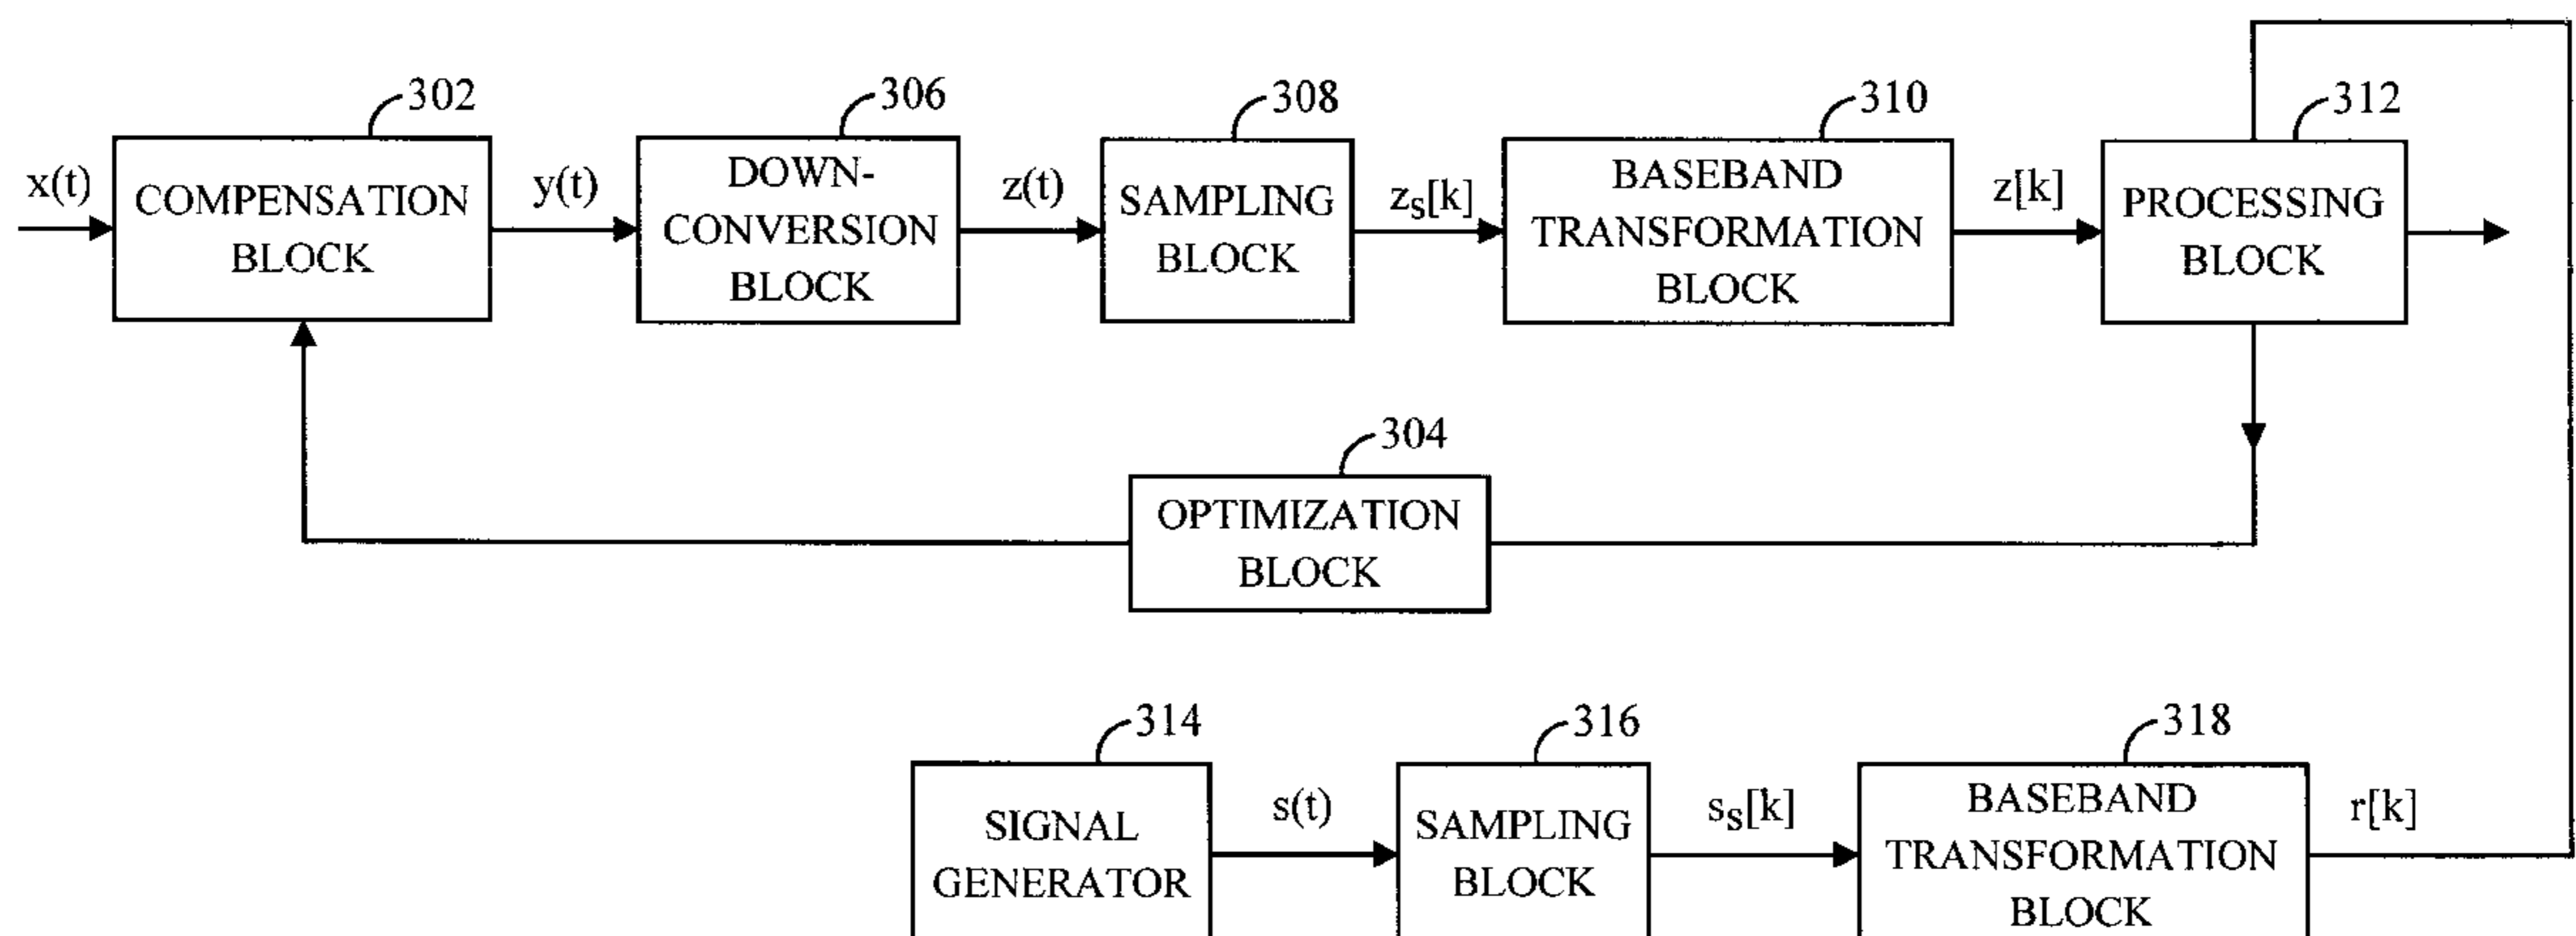 302
306
308
310
312
x(t)
COMPENSATION
BLOCK
y(t)
DOWN-
CONVERSION
BLOCK
z(t)
SAMPLING
BLOCK
zs[k]
BASEBAND
TRANSFORMATION
BLOCK
z[k]
PROCESSING
BLOCK
304
OPTIMIZATION
BLOCK
314
316
318
SIGNAL
GENERATOR
s(t)
SAMPLING
BLOCK
ss[k]
BASEBAND
TRANSFORMATION
BLOCK
r[k]